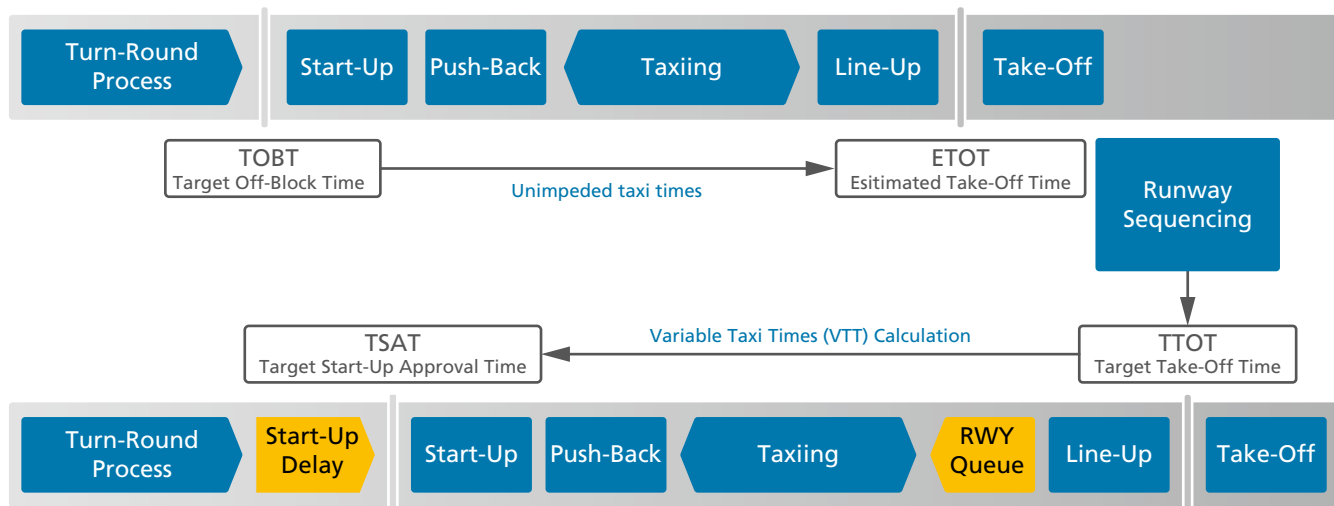 Turn-Round
Process
Start-Up
Push-Back
Taxiing
Line-Up
Take-Off
TOBT
Target Off-Block Time
Unimpeded taxi times
ETOT
Esitimated Take-Off Time
Runway
Sequencing
TSAT
Target Start-Up Approval Time
Variable Taxi Times (VTT) Calculation
TTOT
Target Take-Off Time
Turn-Round
Process
Start-Up
Delay
Start-Up
Push-Back
Taxiing
RWY
Queue
Line-Up
Take-Off